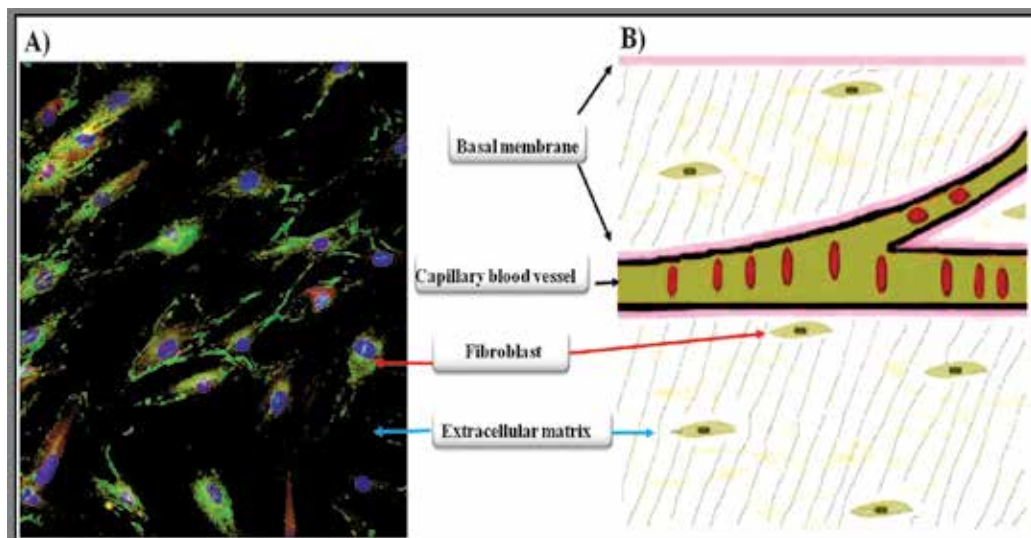 A)
B)
Basal membrane
Capillary blood vessel
Fibroblast
Extracellular matrix